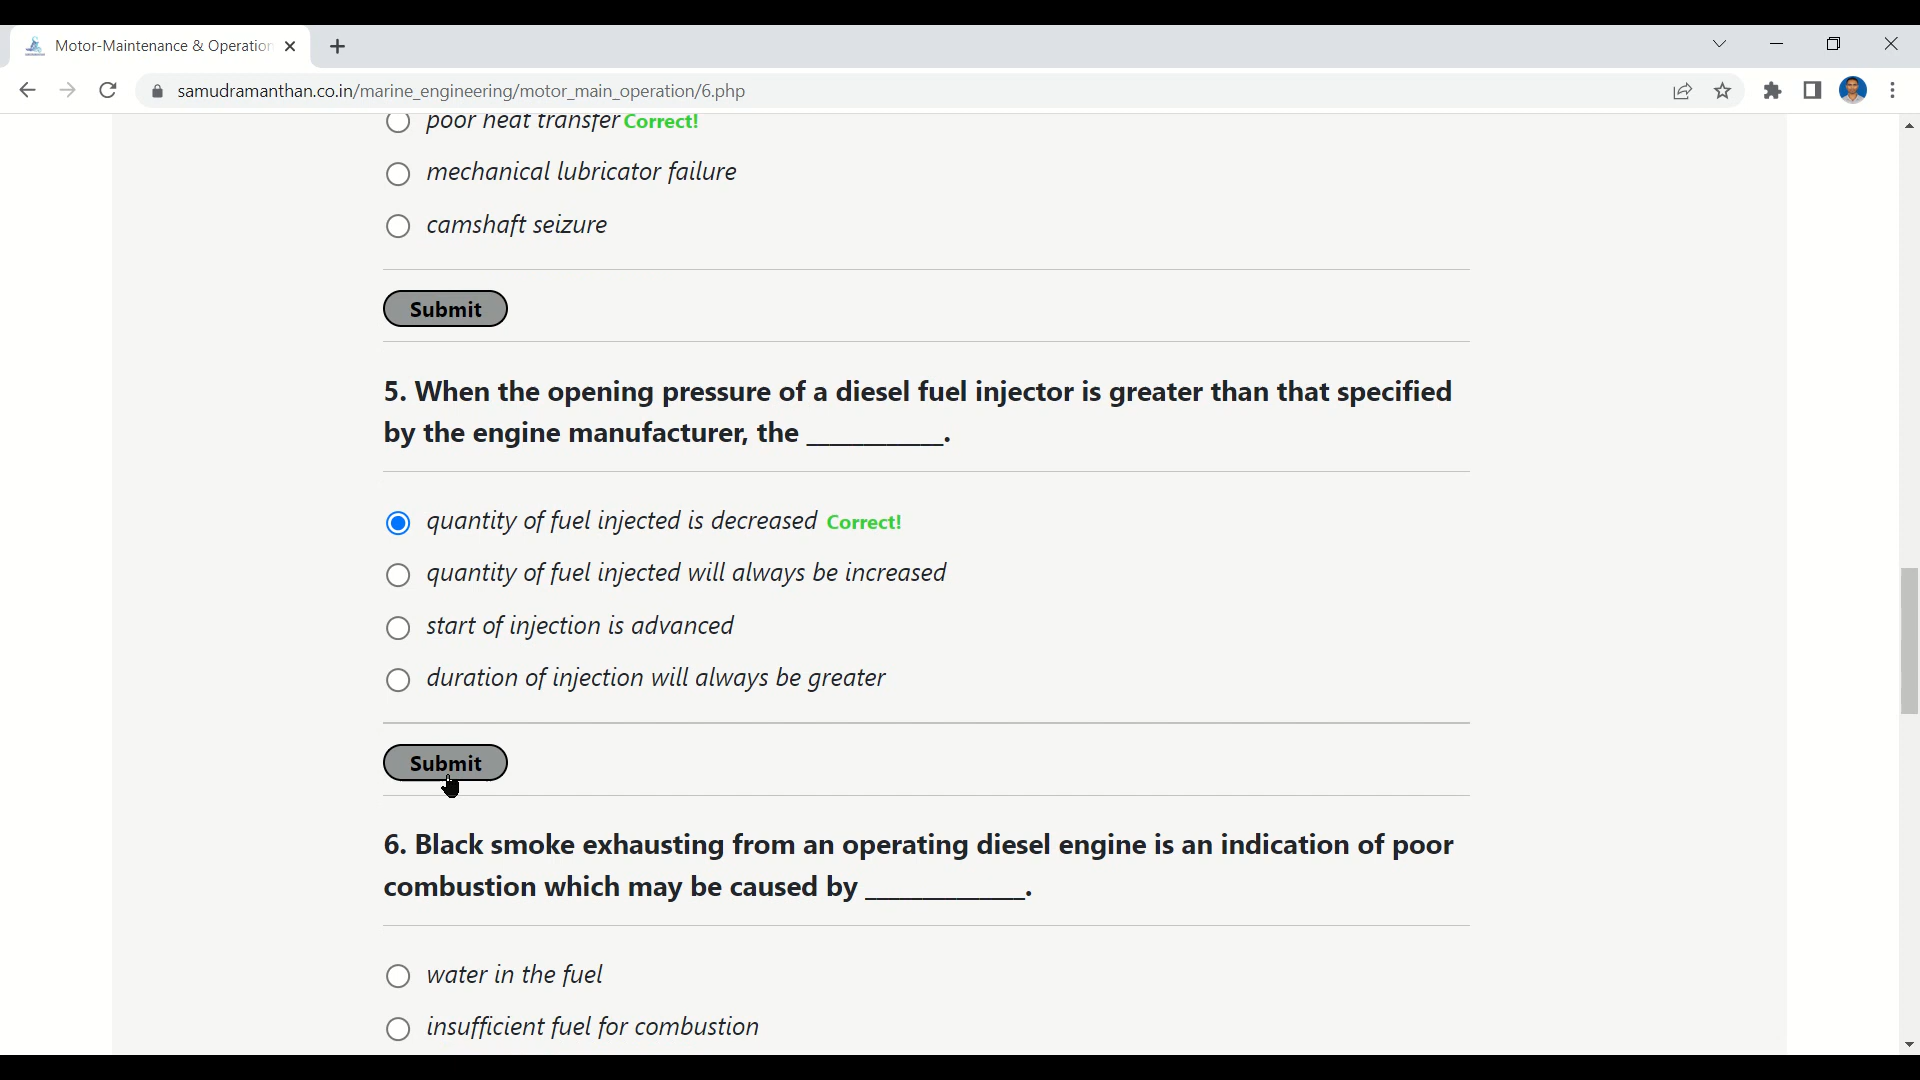 Motor-Maintenance & Operation
samudramanthan.co.in/marine_engineering/motor_main_operation/6.php
poor heat transfer Correct!
mechanical lubricator failure
camshaft seizure
Submit
5. When the opening pressure of a diesel fuel injector is greater than that specified
by the engine manufacturer, the ____________.
quantity of fuel injected is decreased Correct!
quantity of fuel injected will always be increased
start of injection is advanced
duration of injection will always be greater
Submit
6. Black smoke exhausting from an operating diesel engine is an indication of poor
combustion which may be caused by ______________.
water in the fuel
insufficient fuel for combustion